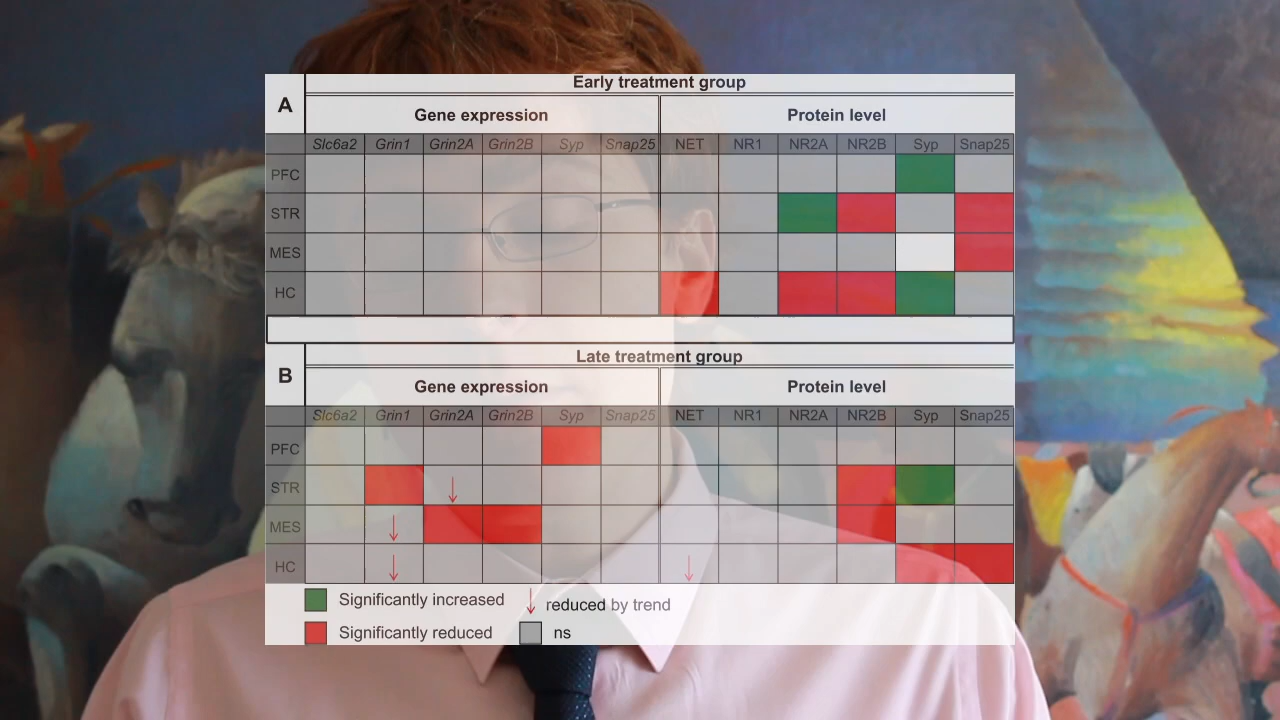 Early treatment group
A
Gene expression Protein level
Slc6a2 Grin1 Grin2A Grin2B Syp Snap25 NET NR1 NR2A NR2B Syp Snap25
PFC
STR
MES
HC
Late treatment group
B
Gene expression Protein level
Slc6a2 Grin1 Grin2A Grin2B Syp Snap25 NET NR1 NR2A NR2B Syp Snap25
PFC
STR
MES
HC
Significantly increased reduced by trend
Significantly reduced ns